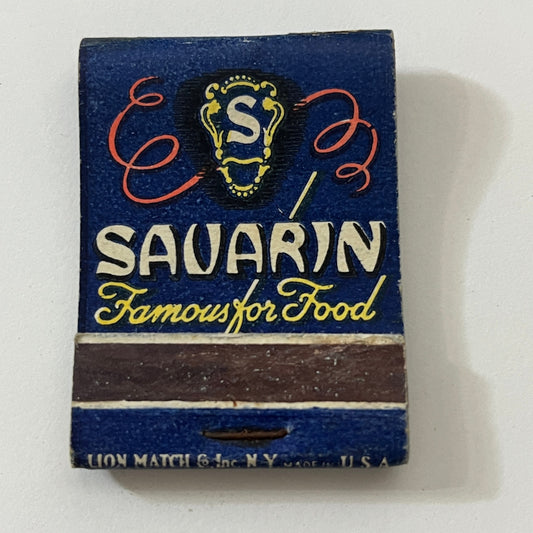 S
SAVARIN
Famous for Food
LION MATCH Co Inc. N.Y. MADE IN U.S.A.